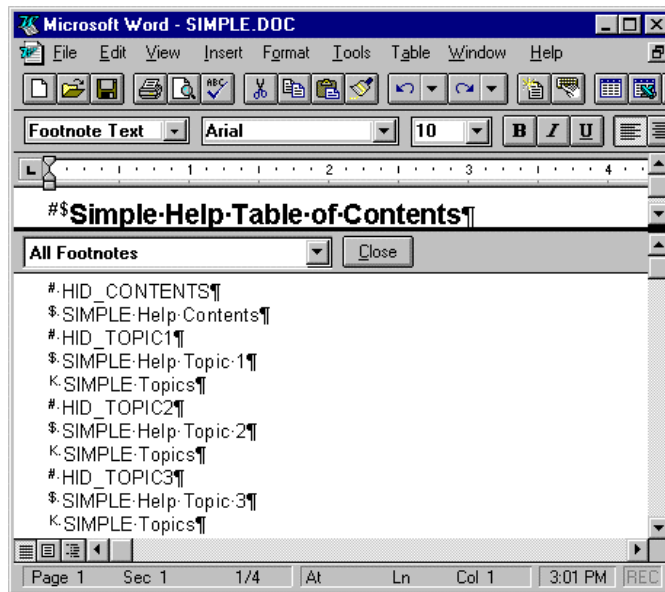 Microsoft Word - SIMPLE.DOC
File Edit View Insert Format Tools Table Window Help
ABC
Footnote Text Arial 10 B I U
L 1 2 3 4
#$Simple·Help·Table·of·Contents¶
All Footnotes Close
#·HID_CONTENTS¶
$·SIMPLE·Help·Contents¶
#·HID_TOPIC1¶
$·SIMPLE·Help·Topic·1¶
K·SIMPLE·Topics¶
#·HID_TOPIC2¶
$·SIMPLE·Help·Topic·2¶
K·SIMPLE·Topics¶
#·HID_TOPIC3¶
$·SIMPLE·Help·Topic·3¶
K·SIMPLE·Topics¶
Page 1 Sec 1 1/4 At Ln Col 1 3:01 PM REC